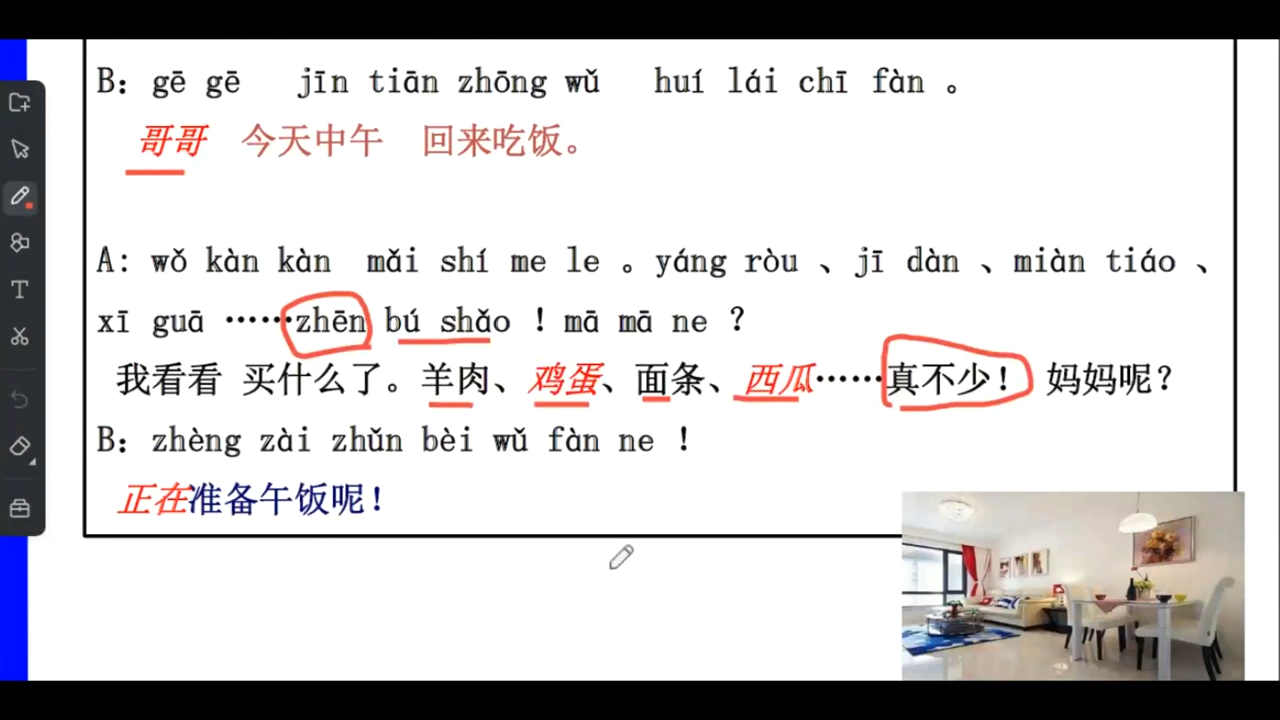 B: gē gē jīn tiān zhōng wǔ huí lái chī fàn 。
哥哥 今天中午 回来吃饭。
A: wǒ kàn kàn mǎi shí me le 。yáng ròu 、jī dàn 、miàn tiáo 、
xī guā ……zhēn bú shǎo ！mā mā ne ？
我看看 买什么了。羊肉、鸡蛋、面条、 西瓜……真不少！ 妈妈呢？
B: zhèng zài zhǔn bèi wǔ fàn ne ！
正在准备午饭呢！
T